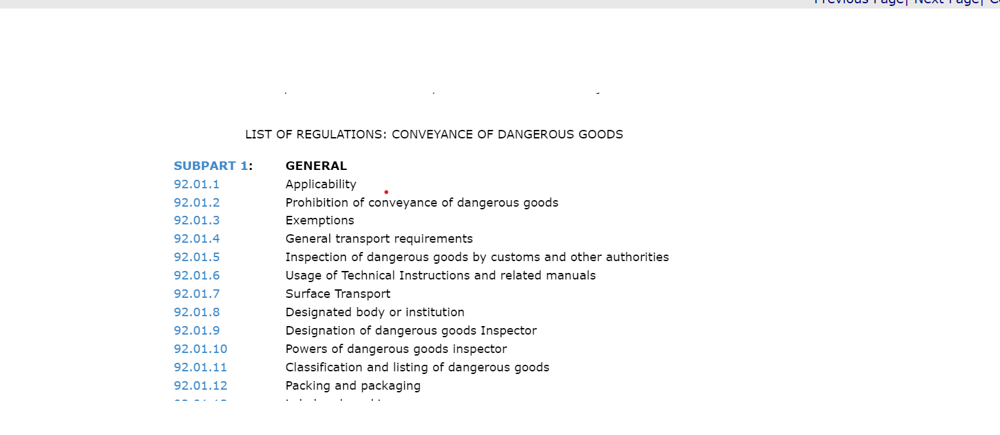 Previous Page| Next Page|
LIST OF REGULATIONS: CONVEYANCE OF DANGEROUS GOODS
SUBPART 1: GENERAL
92.01.1 Applicability
92.01.2 Prohibition of conveyance of dangerous goods
92.01.3 Exemptions
92.01.4 General transport requirements
92.01.5 Inspection of dangerous goods by customs and other authorities
92.01.6 Usage of Technical Instructions and related manuals
92.01.7 Surface Transport
92.01.8 Designated body or institution
92.01.9 Designation of dangerous goods Inspector
92.01.10 Powers of dangerous goods inspector
92.01.11 Classification and listing of dangerous goods
92.01.12 Packing and packaging